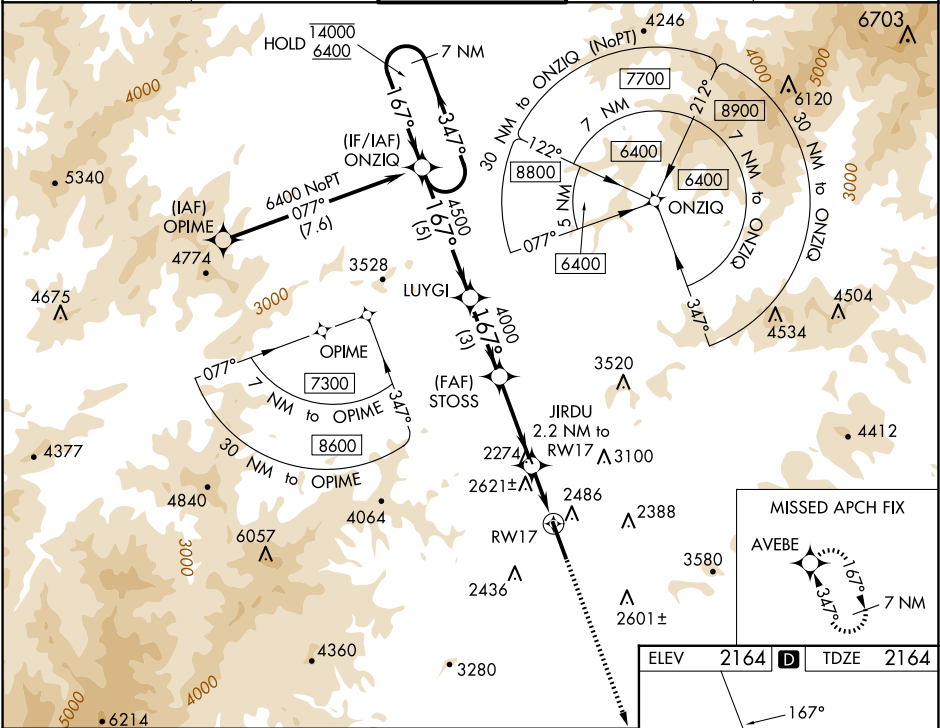 4246
6703
HOLD
14000
6400
7 NM
167°
347°
4000
(IF/IAF)
ONZIQ
6400 NoPT
077°
(7.6)
(IAF)
OPIME
4774
5340
4675
3000
3528
4500
167°
(5)
LUYGI
4000
167°
(3)
(FAF)
STOSS
30 NM to ONZIQ (NoPT)
7700
7 NM
212°
8900
122°
8800
6400
6400
5 NM
6400
077°
ONZIQ
7 NM to ONZIQ
30 NM to ONZIQ
347°
4000
5000
6120
3000
4534
4504
077°
OPIME
7300
347°
7 NM to OPIME
8600
30 NM to OPIME
4377
4840
4064
3000
6057
3520
JIRDU
2.2 NM to
RW17
2274
2621±
3100
4412
2486
2388
RW17
2436
3580
2601±
4360
3280
4000
5000
6214
MISSED APCH FIX
AVEBE
167°
347°
7 NM
ELEV 2164 D TDZE 2164
167°